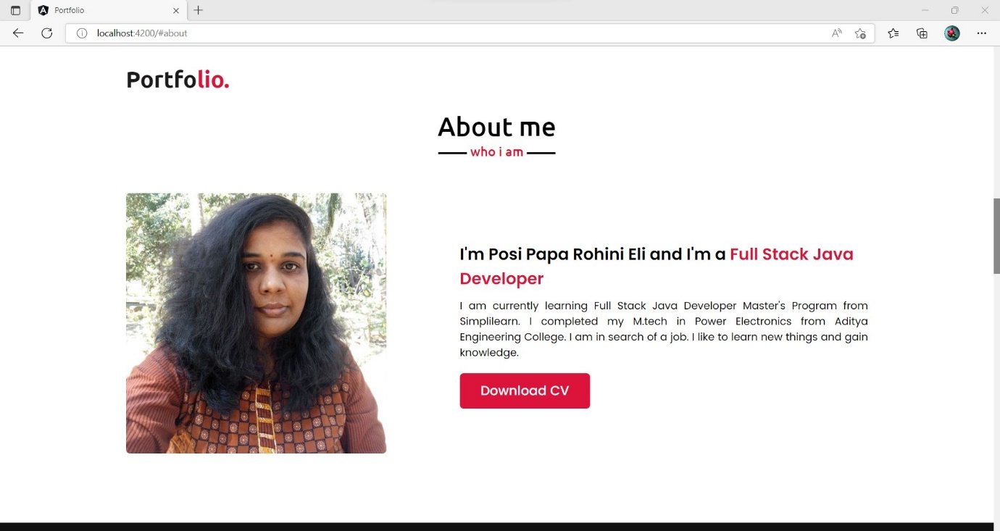 Portfolio
localhost:4200/#about
Portfolio.
About me
who i am
I'm Posi Papa Rohini Eli and I'm a Full Stack Java
Developer
I am currently learning Full Stack Java Developer Master's Program from
Simplilearn. I completed my M.tech in Power Electronics from Aditya
Engineering College. I am in search of a job. I like to learn new things and gain
knowledge.
Download CV